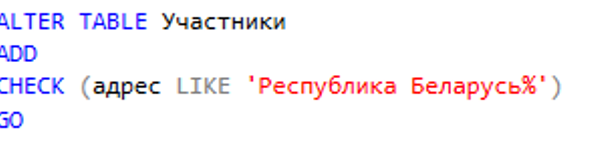 ALTER TABLE Участники
ADD
CHECK (адрес LIKE 'Республика Беларусь%')
GO